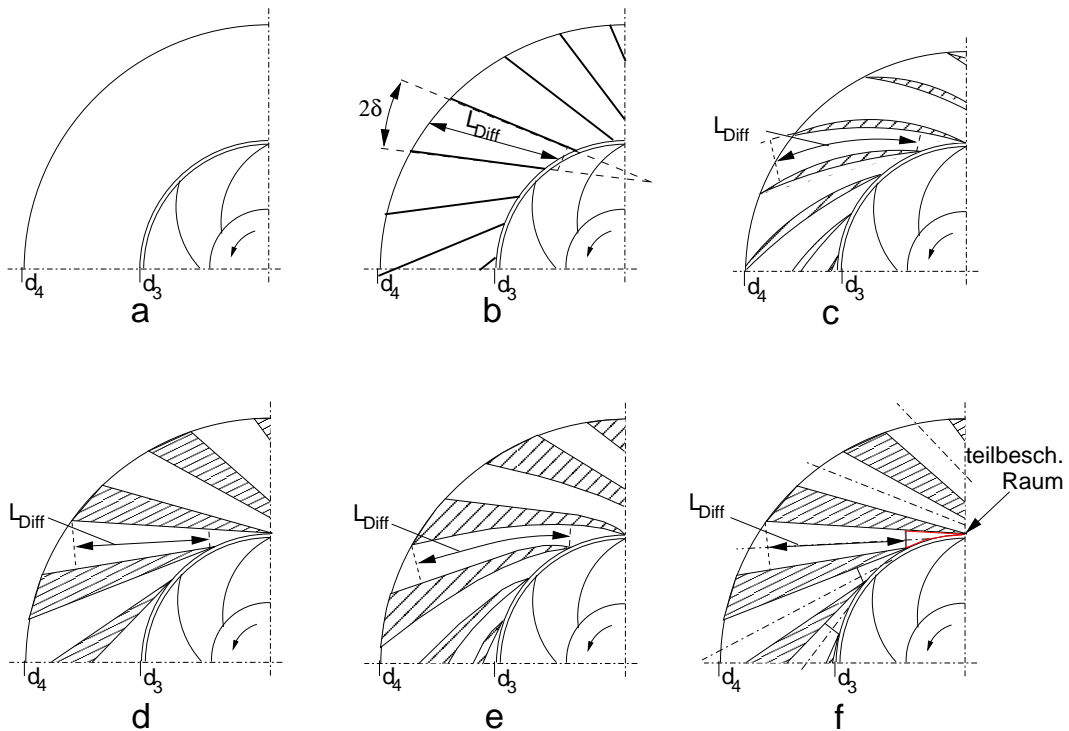 d4
d3
a
2δ
LDiff
d4
d3
b
LDiff
d4
d3
c
LDiff
d4
d3
d
LDiff
d4
d3
e
teilbesch.
Raum
LDiff
d4
d3
f